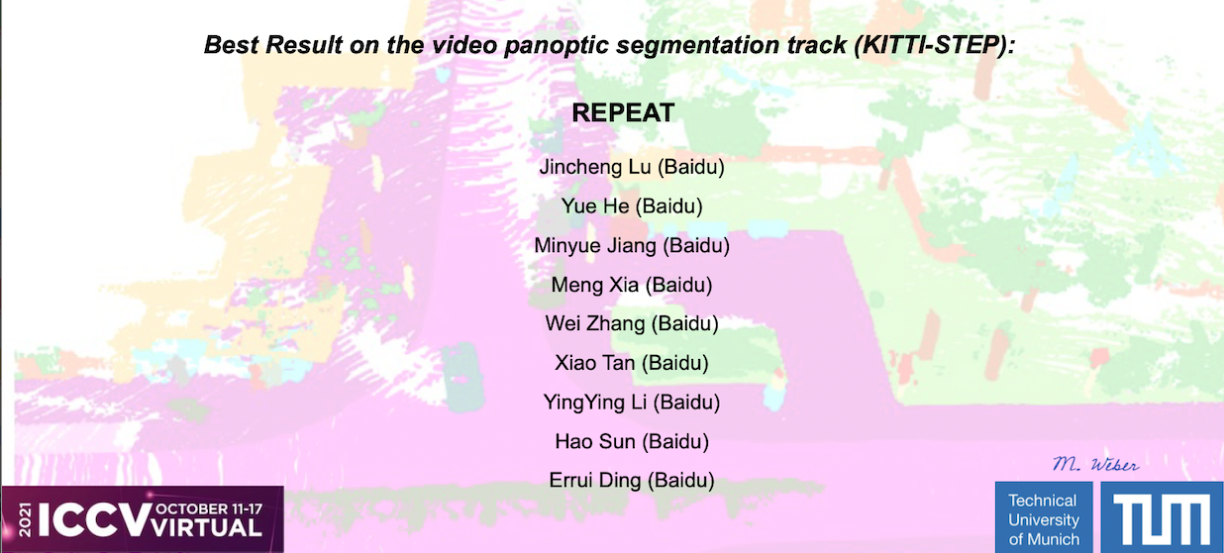 Best Result on the video panoptic segmentation track (KITTI-STEP):
REPEAT
Jincheng Lu (Baidu)
Yue He (Baidu)
Minyue Jiang (Baidu)
Meng Xia (Baidu)
Wei Zhang (Baidu)
Xiao Tan (Baidu)
YingYing Li (Baidu)
Hao Sun (Baidu)
Errui Ding (Baidu)
M. Weber
2021
ICCV
OCTOBER 11-17
VIRTUAL
Technical
University
of Munich
TUM